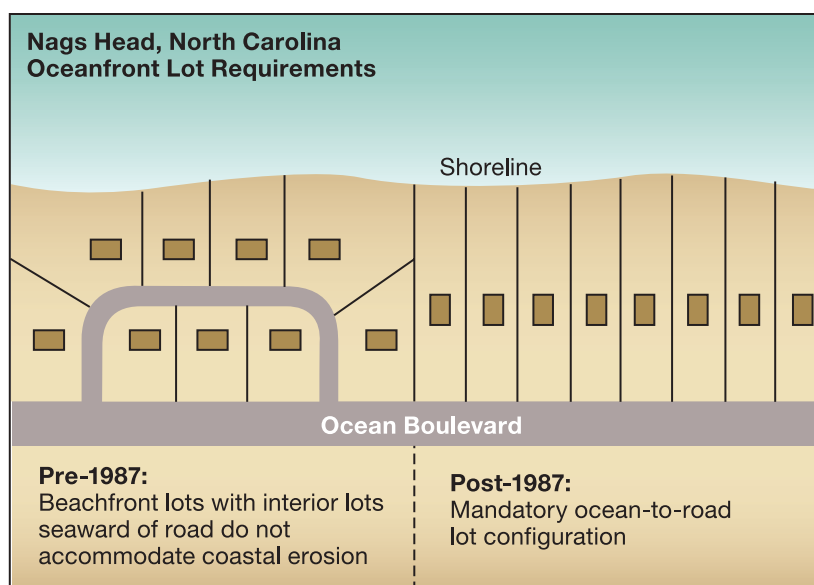 Nags Head, North Carolina
Oceanfront Lot Requirements
Shoreline
Ocean Boulevard
Pre-1987:
Beachfront lots with interior lots
seaward of road do not
accommodate coastal erosion
Post-1987:
Mandatory ocean-to-road
lot configuration